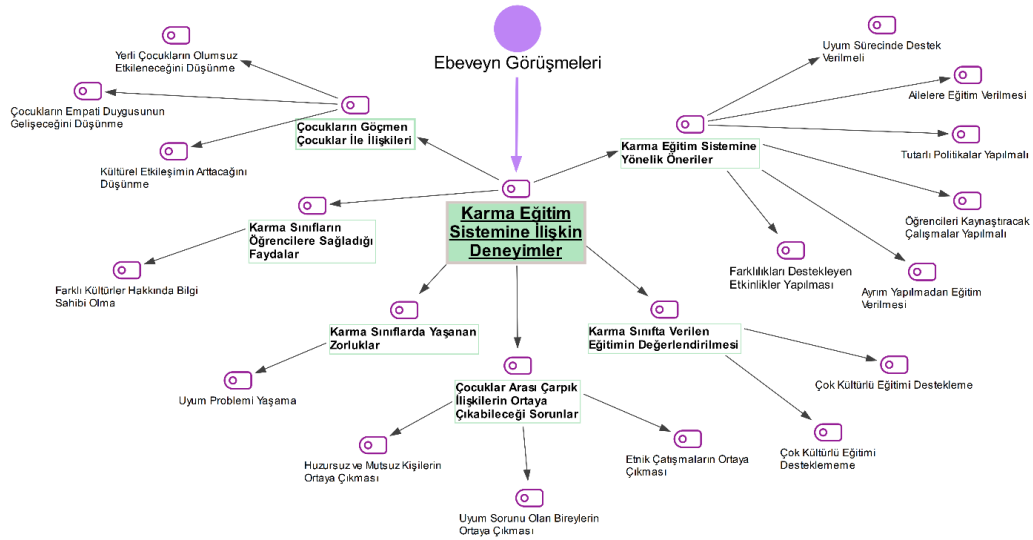 Ebeveyn Görüşmeleri
Yerli Çocukların Olumsuz
Etkileneceğini Düşünme
Çocukların Empati Duygusunun
Gelişeceğini Düşünme
Kültürel Etkileşimin Arttacağını
Düşünme
Çocukların Göçmen
Çocuklar İle İlişkileri
Karma Sınıfların
Öğrencilere Sağladığı
Faydalar
Farklı Kültürler Hakkında Bilgi
Sahibi Olma
Karma Eğitim
Sistemine İlişkin
Deneyimler
Karma Eğitim Sistemine
Yönelik Öneriler
Uyum Sürecinde Destek
Verilmeli
Ailelere Eğitim Verilmesi
Tutarlı Politikalar Yapılmalı
Öğrencileri Kaynaştıracak
Çalışmalar Yapılmalı
Ayrım Yapılmadan Eğitim
Verilmesi
Farklılıkları Destekleyen
Etkinlikler Yapılması
Karma Sınıflarda Yaşanan
Zorluklar
Uyum Problemi Yaşama
Çocuklar Arası Çarpık
İlişkilerin Ortaya
Çıkabileceği Sorunlar
Huzursuz ve Mutsuz Kişilerin
Ortaya Çıkması
Uyum Sorunu Olan Bireylerin
Ortaya Çıkması
Etnik Çatışmaların Ortaya
Çıkması
Karma Sınıfta Verilen
Eğitimin Değerlendirilmesi
Çok Kültürlü Eğitimi Destekleme
Çok Kültürlü Eğitimi
Desteklememe